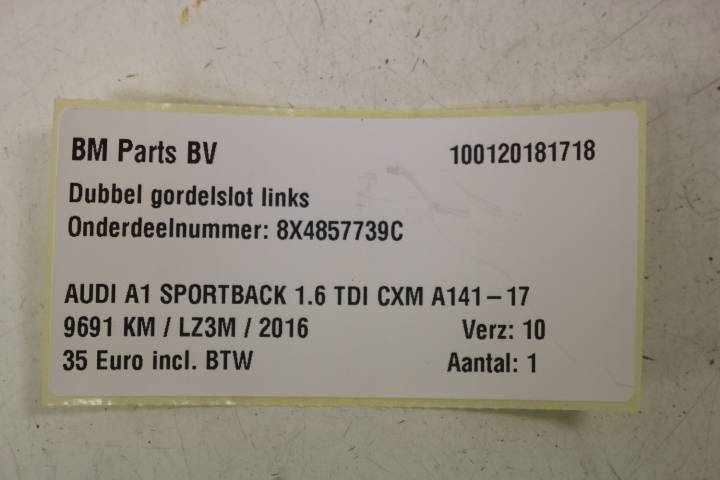 BM Parts BV 100120181718
Dubbel gordelslot links
Onderdeelnummer: 8X4857739C
AUDI A1 SPORTBACK 1.6 TDI CXM A141-17
9691 KM / LZ3M / 2016 Verz: 10
35 Euro incl. BTW Aantal: 1